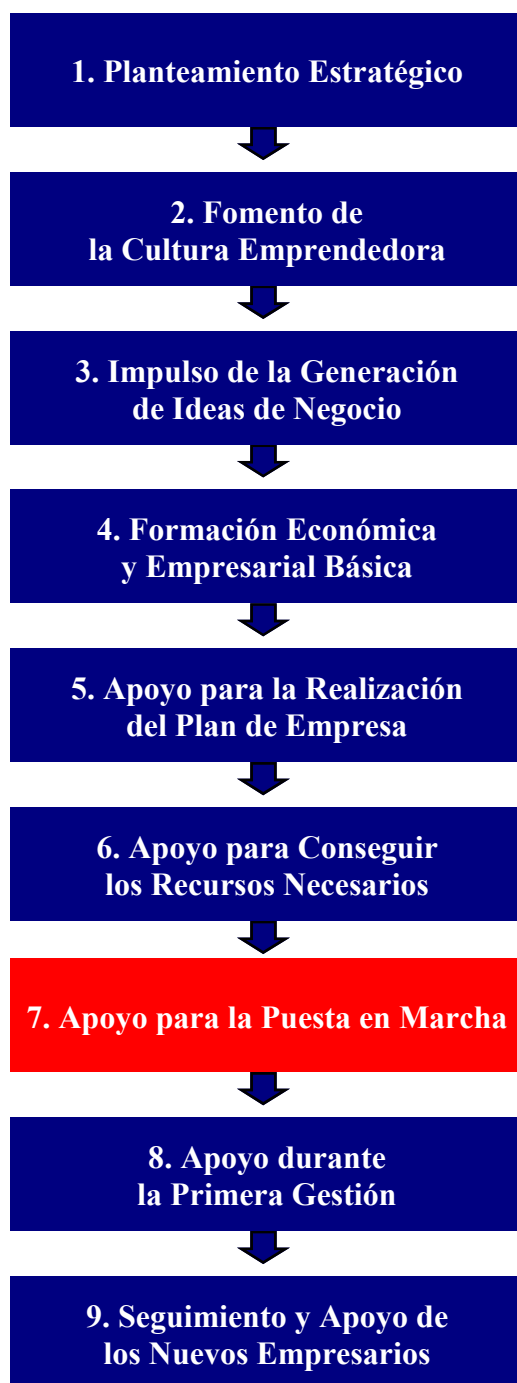 1. Planteamiento Estratégico
2. Fomento de
la Cultura Emprendedora
3. Impulso de la Generación
de Ideas de Negocio
4. Formación Económica
y Empresarial Básica
5. Apoyo para la Realización
del Plan de Empresa
6. Apoyo para Conseguir
los Recursos Necesarios
7. Apoyo para la Puesta en Marcha
8. Apoyo durante
la Primera Gestión
9. Seguimiento y Apoyo de
los Nuevos Empresarios